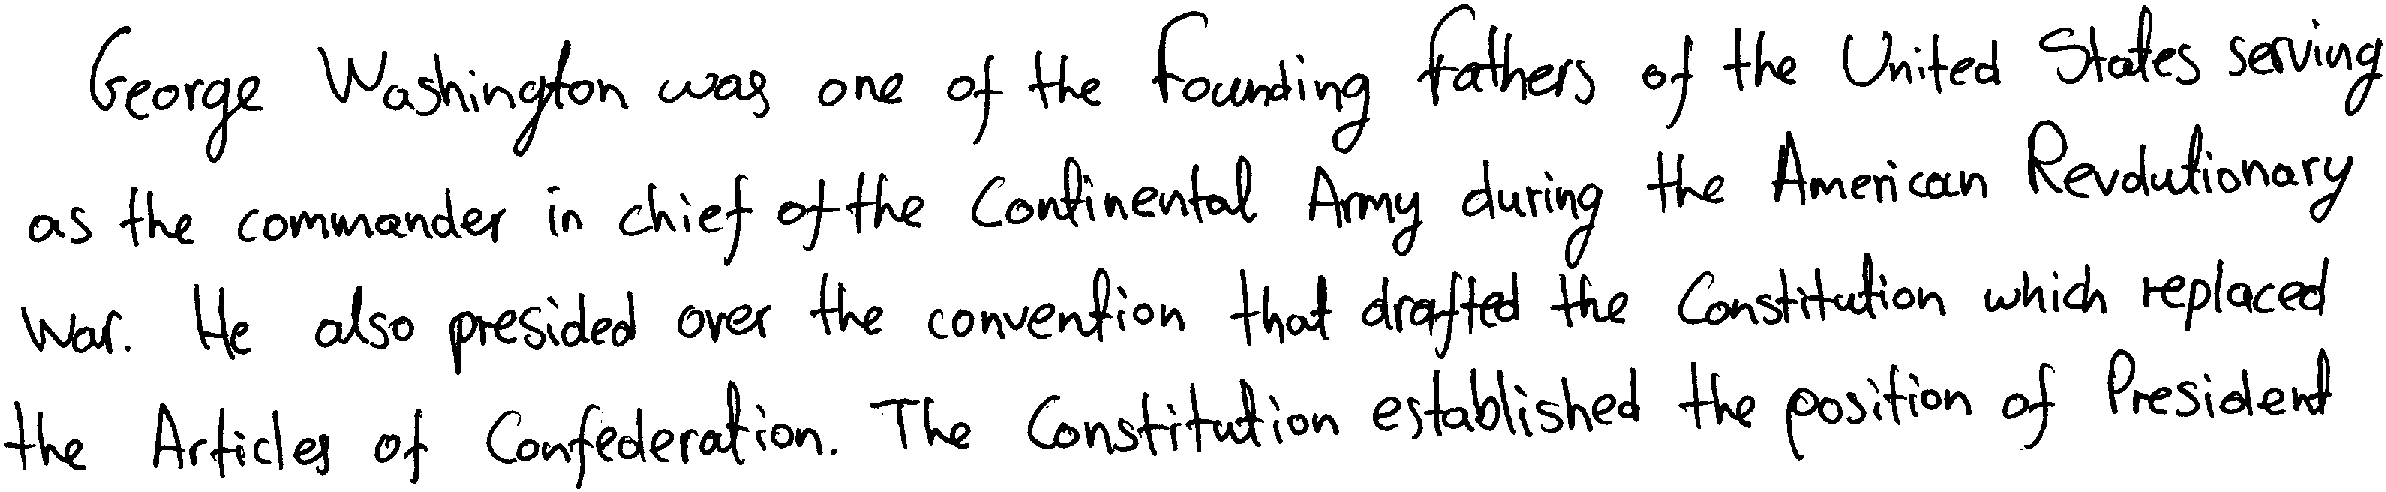 George Washington was one of the Founding Fathers of the United States serving
as the commander in chief of the Continental Army during the American Revolutionary
War. He also presided over the convention that drafted the Constitution which replaced
the Articles of Confederation. The Constitution established the position of President